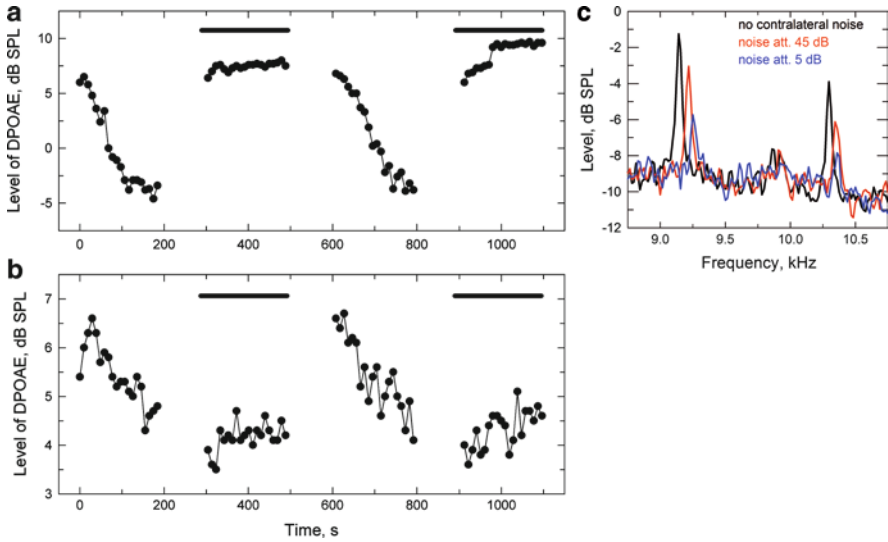 a
Level of DPOAE, dB SPL
10
5
0
-5
0 200 400 600 800 1000
b
Level of DPOAE, dB SPL
7
6
5
4
3
0 200 400 600 800 1000
Time, s
c
no contralateral noise
noise att. 45 dB
noise att. 5 dB
Level, dB SPL
0
-2
-4
-6
-8
-10
-12
9.0 9.5 10.0 10.5
Frequency, kHz